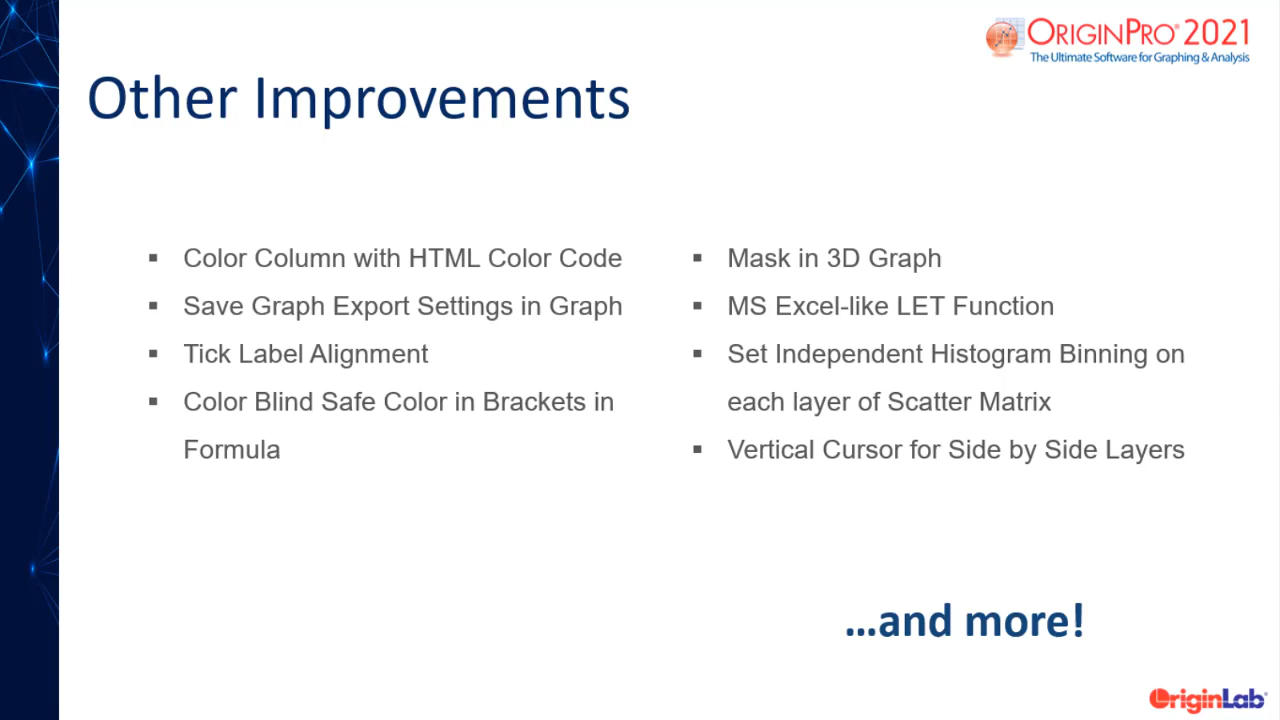 ORIGINPRO® 2021
The Ultimate Software for Graphing & Analysis
Other Improvements
▪ Color Column with HTML Color Code
▪ Save Graph Export Settings in Graph
▪ Tick Label Alignment
▪ Color Blind Safe Color in Brackets in
Formula
▪ Mask in 3D Graph
▪ MS Excel-like LET Function
▪ Set Independent Histogram Binning on
each layer of Scatter Matrix
▪ Vertical Cursor for Side by Side Layers
...and more!
OriginLab®